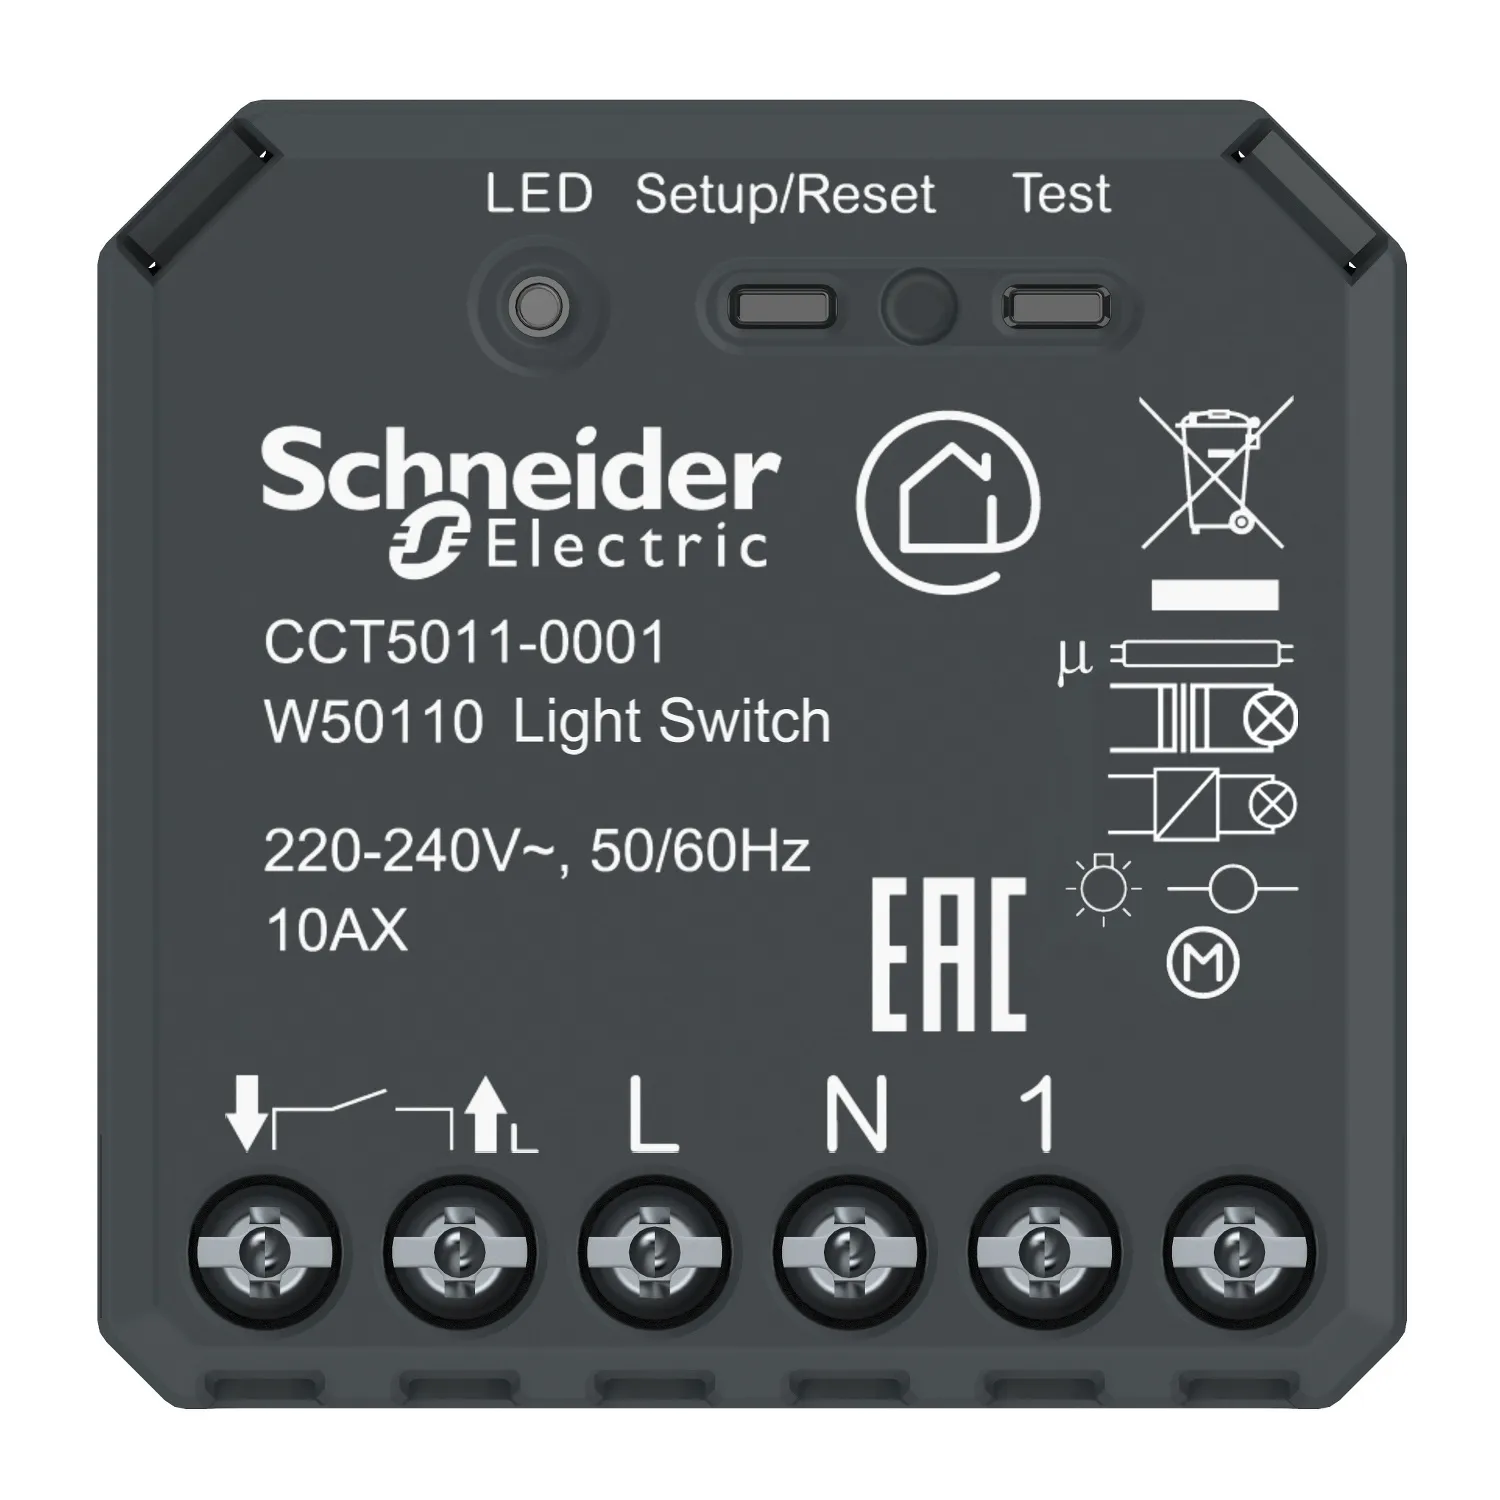 LED Setup/Reset Test
Schneider
Electric
CCT5011-0001
W50110 Light Switch
µ
220-240V~, 50/60Hz
10AX
EAC
M
L L N 1